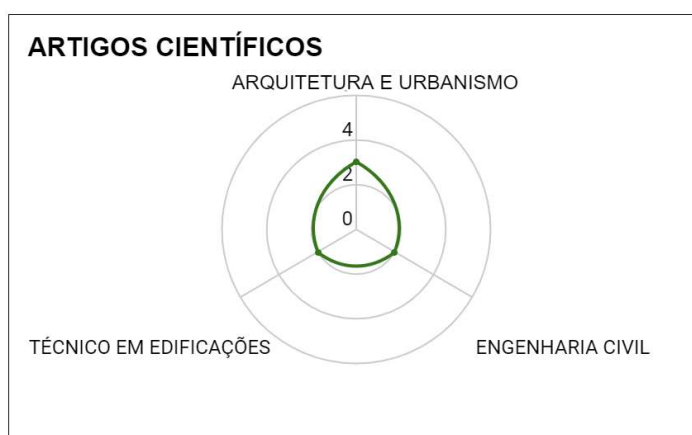 ARTIGOS CIENTÍFICOS
ARQUITETURA E URBANISMO
4
2
0
TÉCNICO EM EDIFICAÇÕES
ENGENHARIA CIVIL